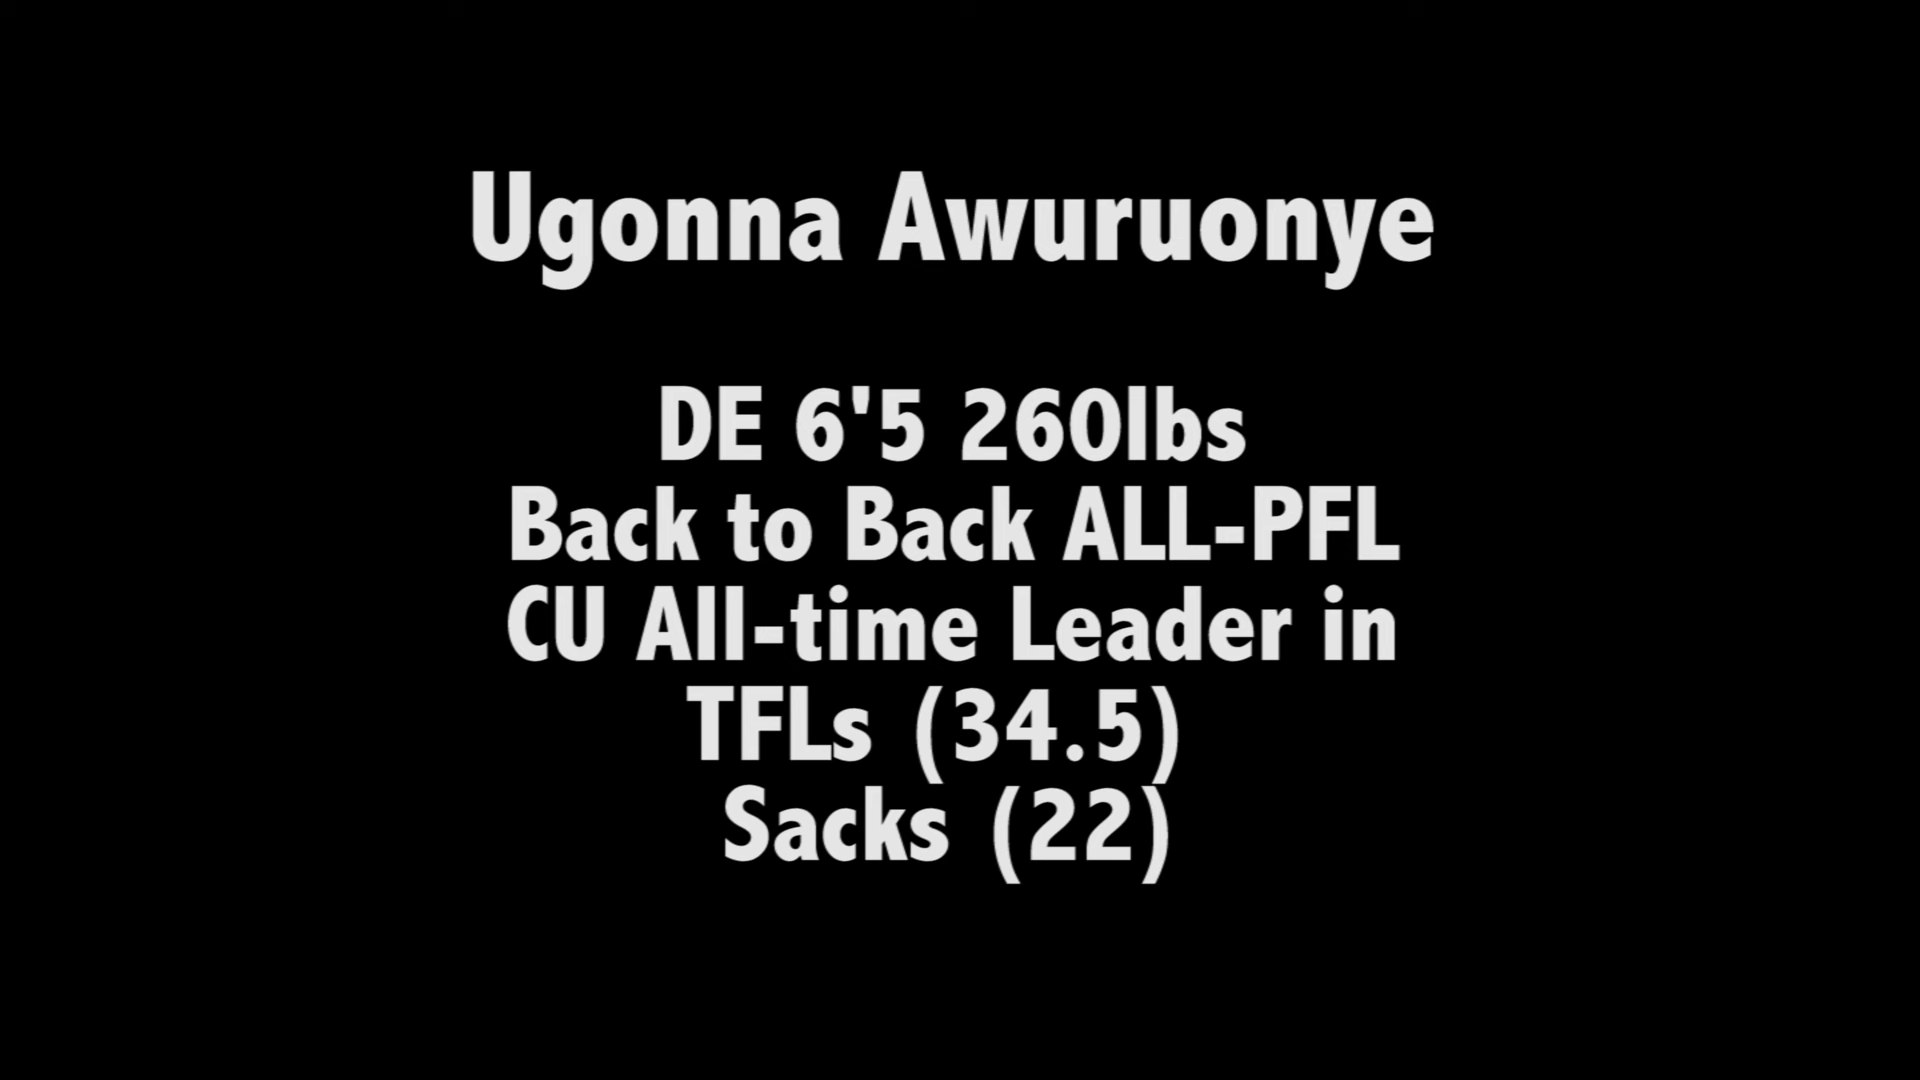 Ugonna Awuruonye
DE 6'5 260lbs
Back to Back ALL-PFL
CU All-time Leader in
TFLs (34.5)
Sacks (22)